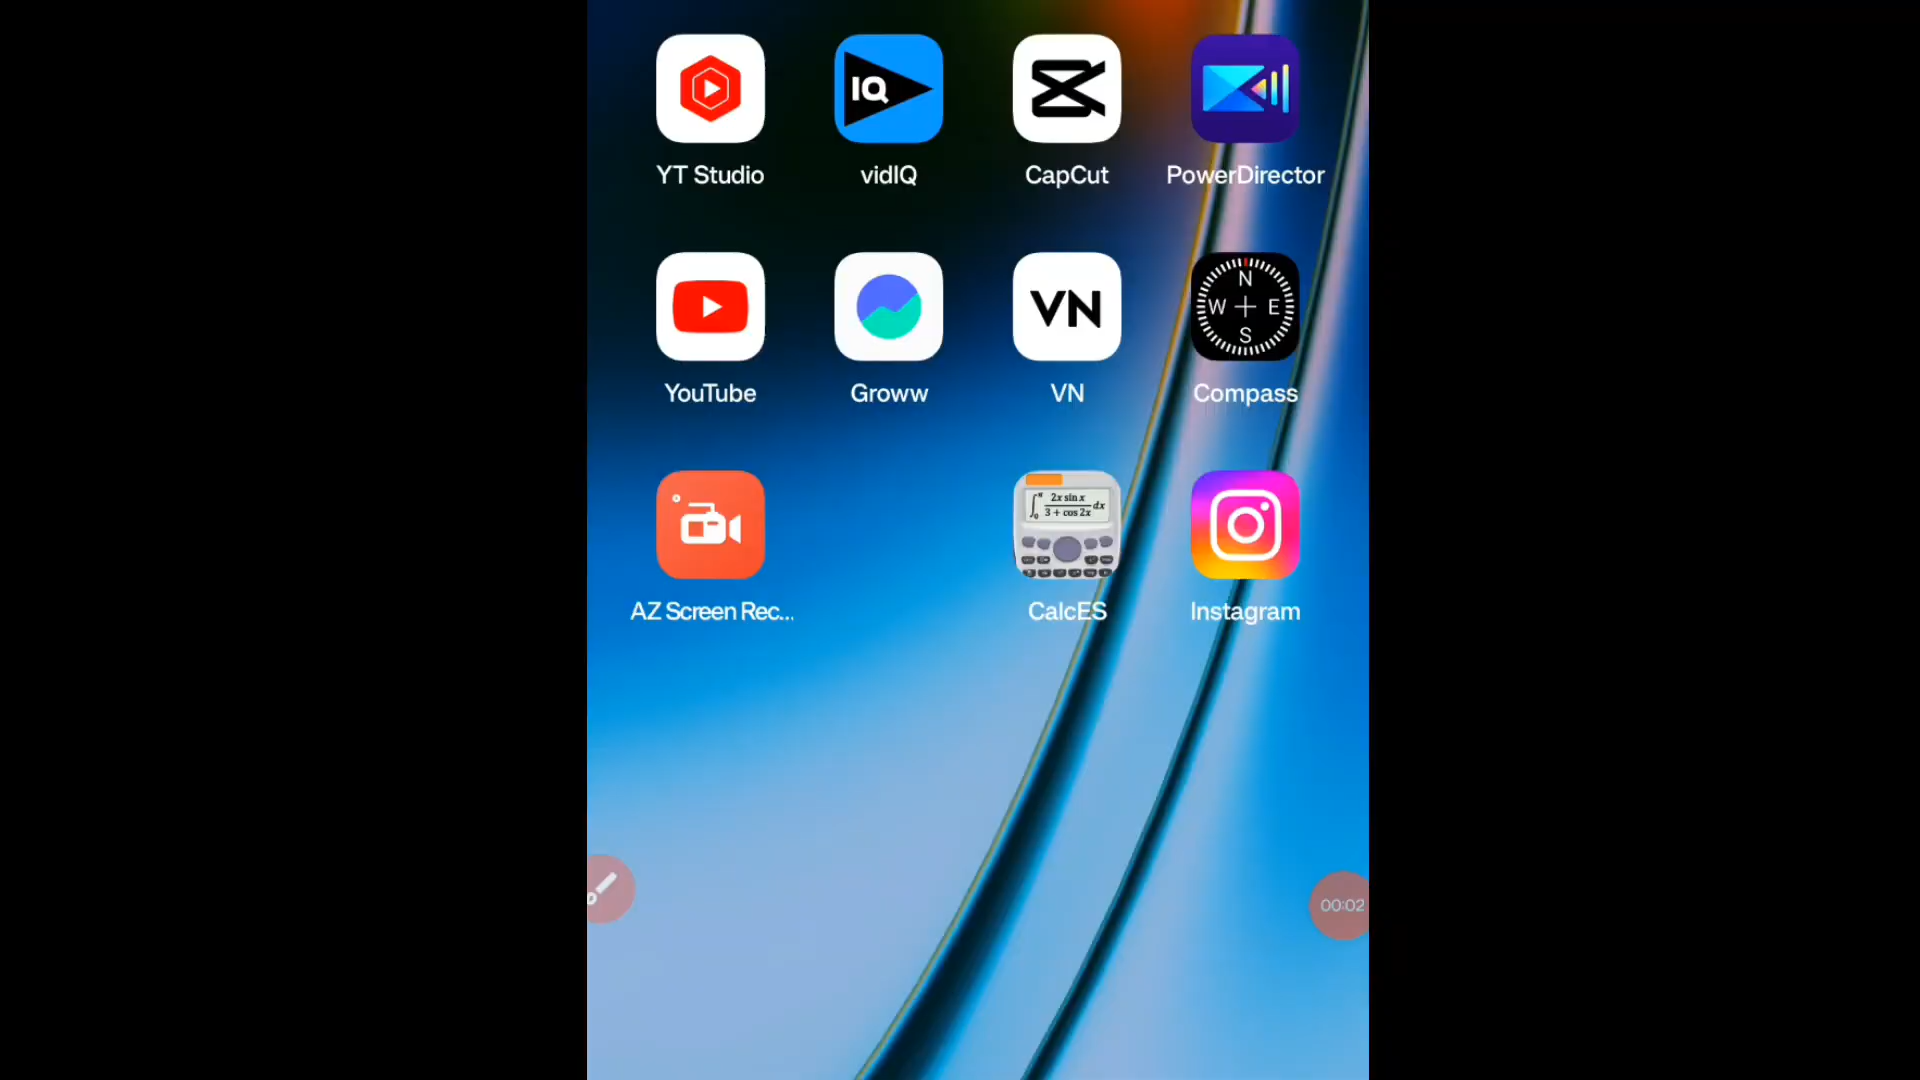 IQ
YT Studio
vidIQ
CapCut
PowerDirector
VN
N
W E
S
YouTube
Groww
VN
Compass
2x sin x
3 + cos 2x dx
AZ Screen Rec...
CalcES
Instagram
00:02